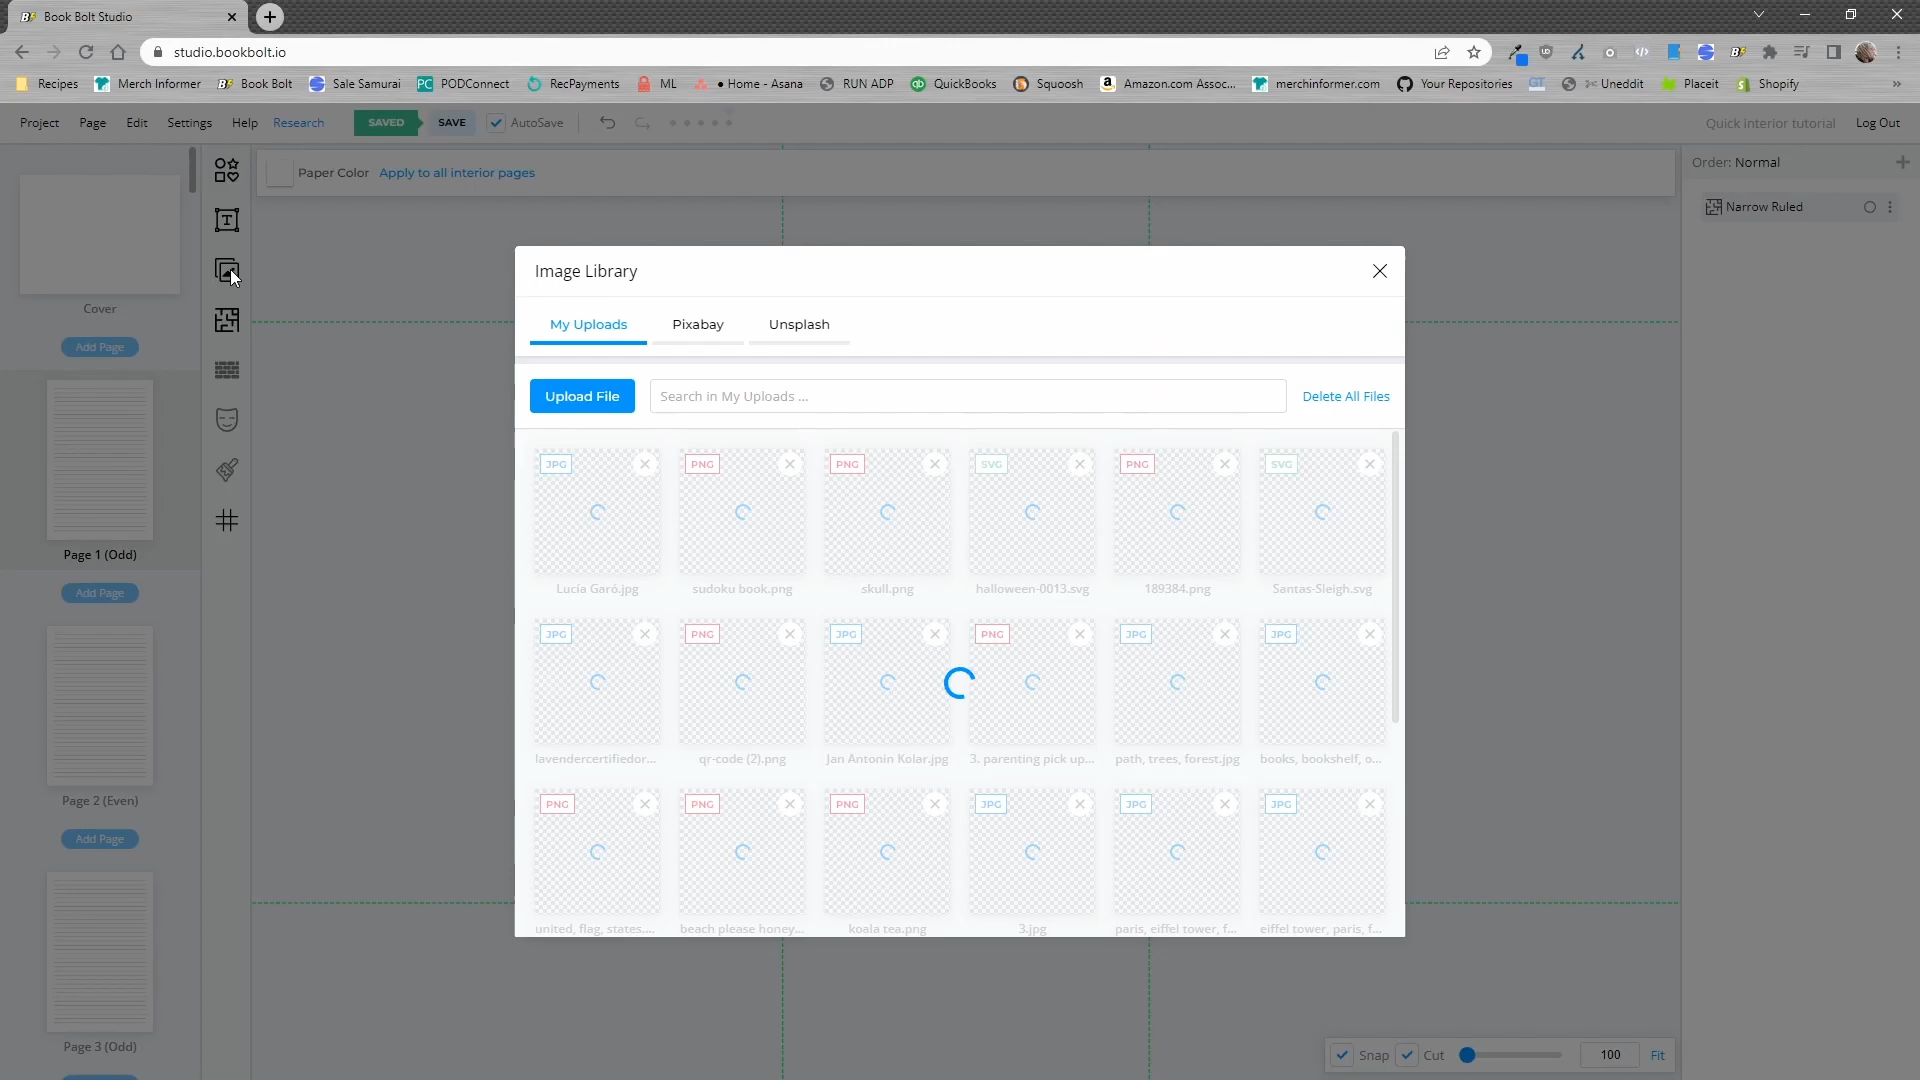 Book Bolt Studio
studio.bookbolt.io
Recipes Merch Informer Book Bolt Sale Samurai PODConnect RecPayments ML • Home - Asana RUN ADP QuickBooks Squoosh Amazon.com Assoc... merchinformer.com Your Repositories GT Uneddit Placeit Shopify »
Project Page Edit Settings Help Research SAVED SAVE AutoSave Quick interior tutorial Log Out
Paper Color Apply to all interior pages
Order: Normal
Narrow Ruled
Cover
Add Page
Page 1 (Odd)
Add Page
Page 2 (Even)
Add Page
Page 3 (Odd)
Image Library
My Uploads Pixabay Unsplash
Upload File Search in My Uploads ... Delete All Files
JPG PNG PNG SVG PNG SVG
Lucía Garó.jpg sudoku book.png skull.png halloween-0013.svg 189384.png Santas-Sleigh.svg
JPG PNG JPG PNG JPG JPG
lavendercertifiedor... qr-code (2).png Jan Antonin Kolar.jpg 3. parenting pick up... path, trees, forest.jpg books, bookshelf, o...
PNG PNG PNG JPG JPG JPG
united, flag, states.... beach please honey... koala tea.png 3.jpg paris, eiffel tower, f... eiffel tower, paris, f...
Snap Cut 100 Fit